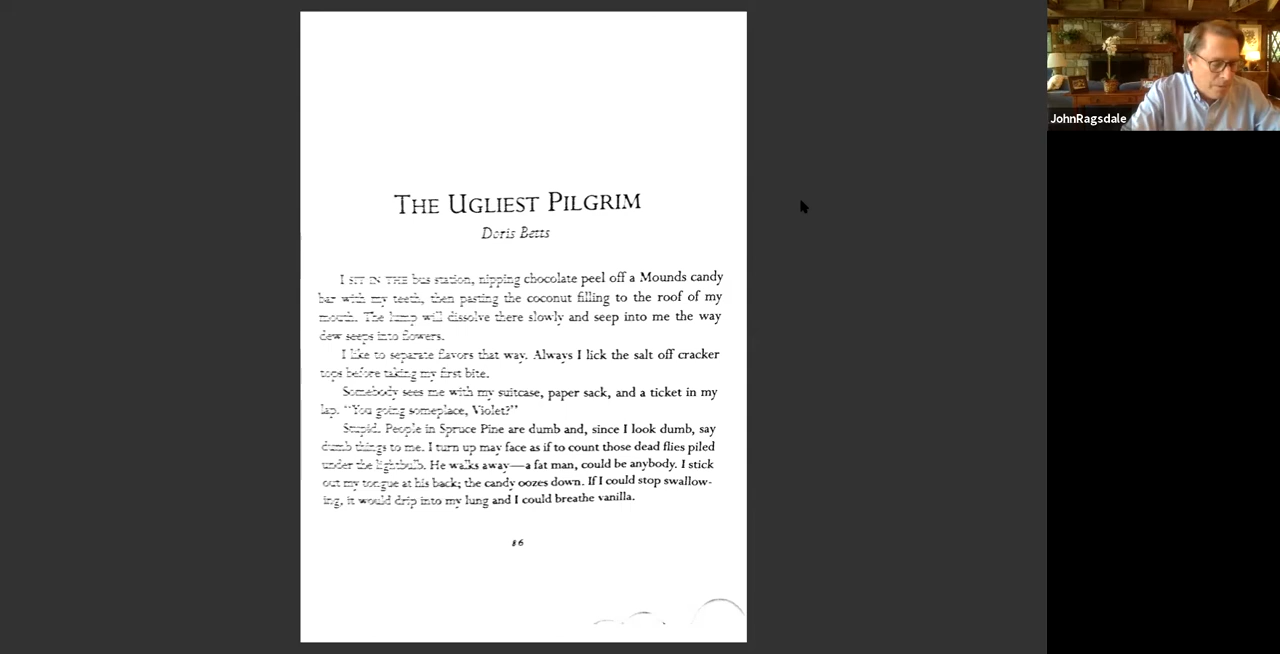 JohnRagsdale
THE UGLIEST PILGRIM
Doris Betts
I SIT IN THE bus station, nipping chocolate peel off a Mounds candy
bar with my teeth, then pasting the coconut filling to the roof of my
mouth. The lump will dissolve there slowly and seep into me the way
dew seeps into flowers.
I like to separate flavors that way. Always I lick the salt off cracker
tops before taking my first bite.
Somebody sees me with my suitcase, paper sack, and a ticket in my
lap. "You going someplace, Violet?"
Stupid. People in Spruce Pine are dumb and, since I look dumb, say
dumb things to me. I turn up may face as if to count those dead flies piled
under the lightbulb. He walks away—a fat man, could be anybody. I stick
out my tongue at his back; the candy oozes down. If I could stop swallow-
ing, it would drip into my lung and I could breathe vanilla.
86